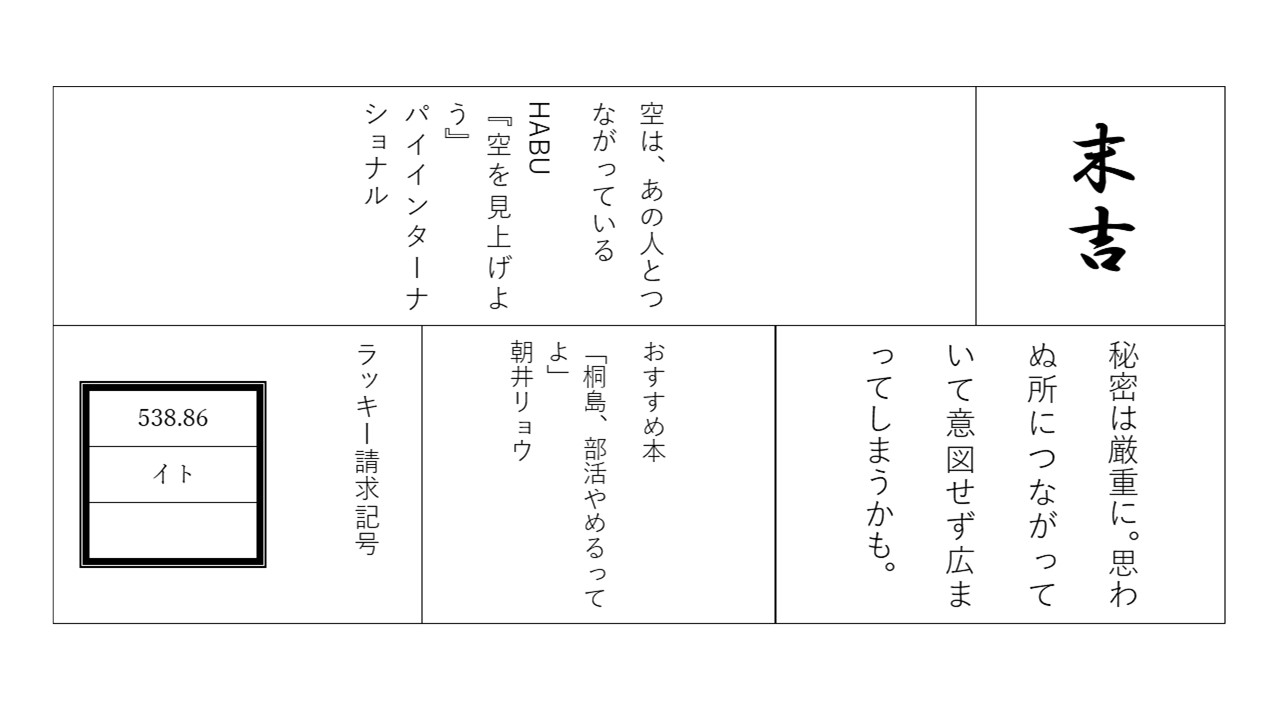 末吉
空は、あの人とつ
ながっている
HABU
『空を見上げよ
う』
パイインターナ
ショナル
秘密は厳重に。思わ
ぬ所につながって
いて意図せず広ま
ってしまうかも。
おすすめ本
「桐島、部活やめるって
よ」
朝井リョウ
ラッキー請求記号
538.86
イト